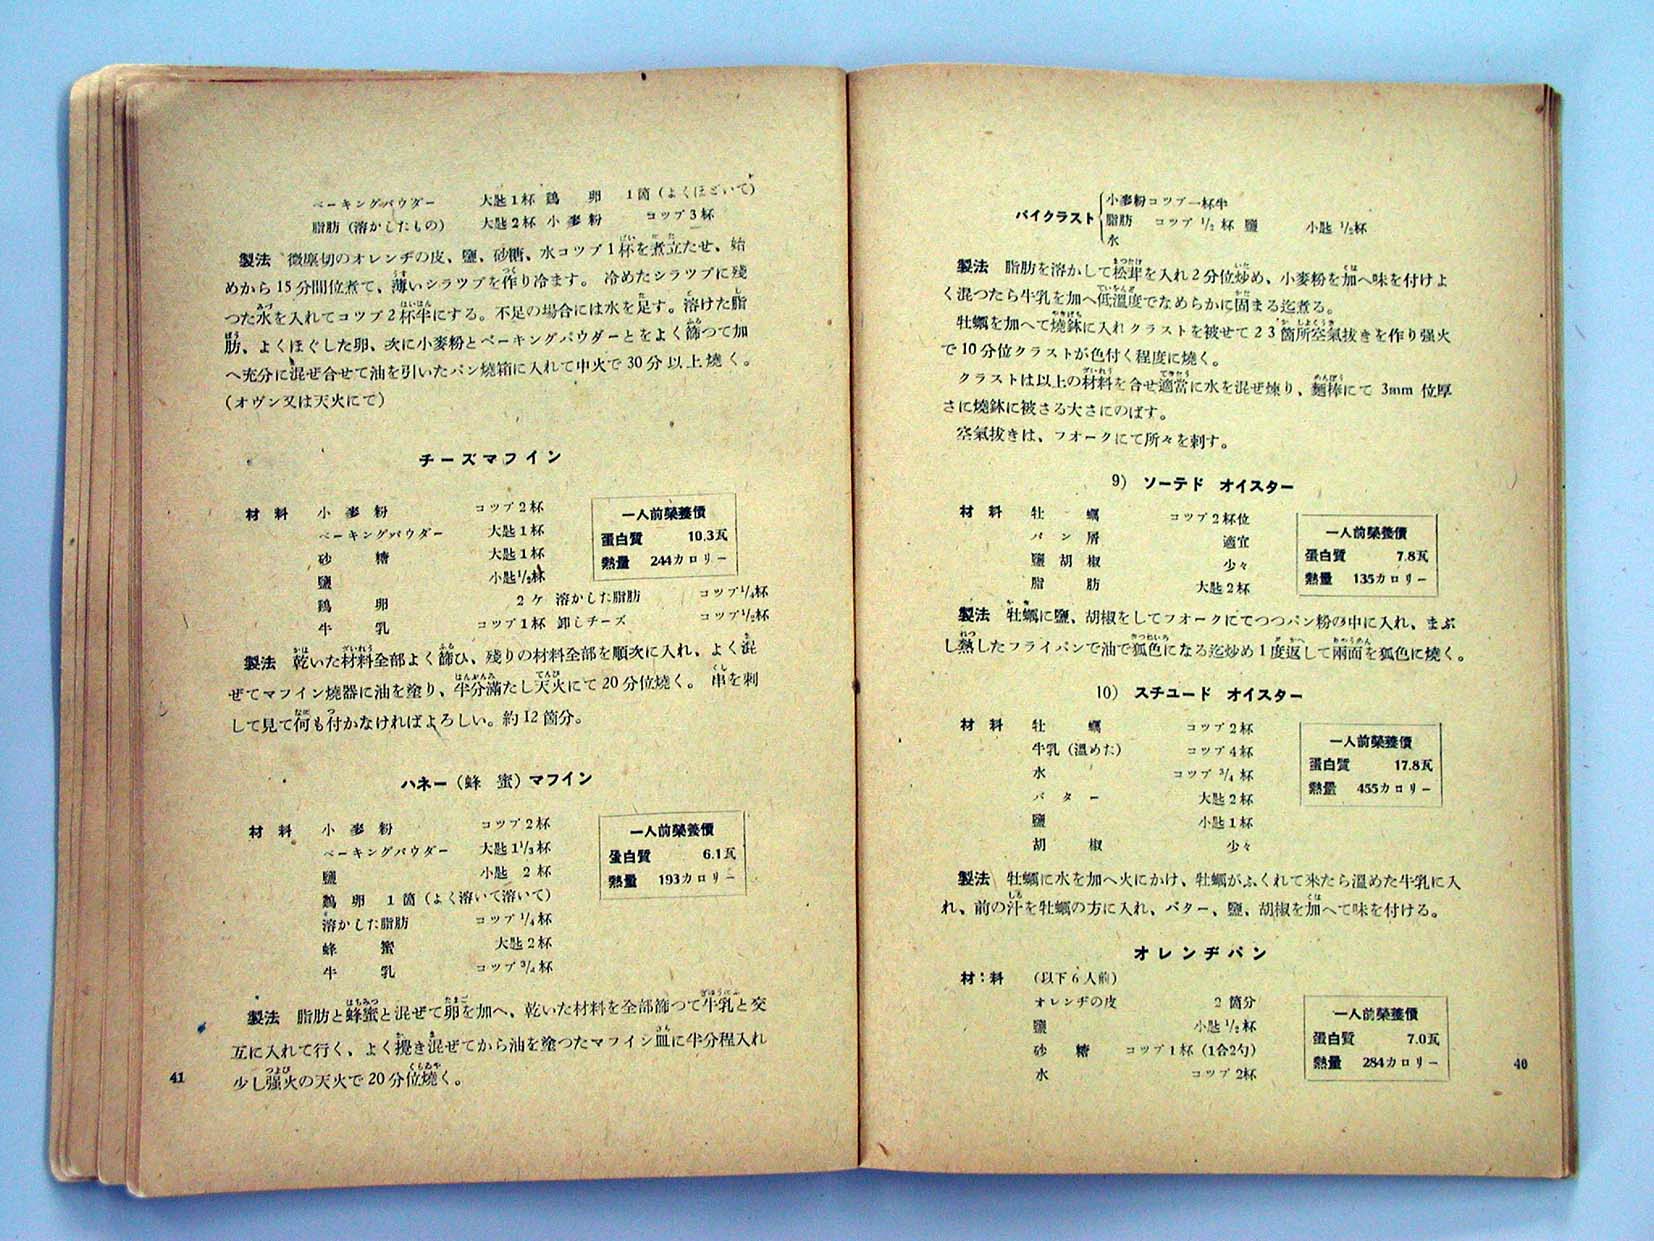 パイクラスト
小麥粉コツプ一杯半
脂肪 コツプ 1/2 杯 鹽 小匙 1/2杯
水
製法 脂肪を溶かして松茸を入れ2分位炒め、小麥粉を加へ味を付けよ
く混つたら牛乳を加へ低溫度でなめらかに固まる迄煮る。
牡蠣を加へて燒鉢に入れクラストを被せて23箇所空氣抜きを作り强火
で10分位クラストが色付く程度に燒く。
クラストは以上の材料を合せ適當に水を混ぜ煉り、麵棒にて 3mm 位厚
さに燒鉢に被さる大さにのばす。
空氣抜きは、フオークにて所々を刺す。
9) ソーテド オイスター
材料 牡蠣 コツプ2杯位
パン屑 適宜
鹽胡椒 少々
脂肪 大匙2杯
一人前榮養價
蛋白質 7.8瓦
熱量 135カロリー
製法 牡蠣に鹽、胡椒をしてフオークにてつつパン粉の中に入れ、まぶ
し熱したフライパンで油で狐色になる迄炒め1度返して兩面を狐色に燒く。
10) スチユード オイスター
材料 牡蠣 コツプ2杯
牛乳（溫めた） コツプ4杯
水 コツプ 3/4 杯
バター 大匙2杯
鹽 小匙1杯
胡椒 少々
一人前榮養價
蛋白質 17.8瓦
熱量 455カロリー
製法 牡蠣に水を加へ火にかけ、牡蠣がふくれて來たら溫めた牛乳に入
れ、前の汁を牡蠣の方に入れ、バター、鹽、胡椒を加へて味を付ける。
オレンヂパン
材料 （以下6人前）
オレンヂの皮 2箇分
鹽 小匙1/2杯
砂糖 コツプ1杯（1合2勺）
水 コツプ2杯
一人前榮養價
蛋白質 7.0瓦
熱量 284カロリー
40
ベーキングパウダー 大匙1杯 鶏卵 1箇（よくほどいて）
脂肪（溶かしたもの） 大匙2杯 小麥粉 コツプ3杯
製法 微塵切のオレンヂの皮、鹽、砂糖、水コツプ1杯を煮立たせ、始
めから15分間位煮て、薄いシラツプを作り冷ます。冷めたシラツプに殘
つた水を入れてコツプ2杯半にする。不足の場合には水を足す。溶けた脂
肪、よくほぐした卵、次に小麥粉とベーキングパウダーとをよく篩つて加
へ充分に混ぜ合せて油を引いたパン燒箱に入れて中火で30分以上燒く。
（オヴン又は天火にて）
チーズマフイン
材料 小麥粉 コツプ2杯
ベーキングパウダー 大匙1杯
砂糖 大匙1杯
鹽 小匙1/2杯
鶏卵 2ケ 溶かした脂肪 コツプ1/4杯
牛乳 コツプ1杯 卸しチーズ コツプ1/2杯
一人前榮養價
蛋白質 10.3瓦
熱量 244カロリー
製法 乾いた材料全部よく篩ひ、殘りの材料全部を順次に入れ、よく混
ぜてマフイン燒器に油を塗り、半分滿たし天火にて20分位燒く。串を刺
して見て何も付かなければよろしい。約12箇分。
ハネー（蜂蜜）マフイン
材料 小麥粉 コツプ2杯
ベーキングパウダー 大匙11/3杯
鹽 小匙 2杯
鶏卵 1箇（よく溶いて溶いて）
溶かした脂肪 コツプ1/4杯
蜂蜜 大匙2杯
牛乳 コツプ3/4杯
一人前榮養價
蛋白質 6.1瓦
熱量 193カロリー
製法 脂肪と蜂蜜と混ぜて卵を加へ、乾いた材料を全部篩つて牛乳と交
互に入れて行く、よく攪き混ぜてから油を塗つたマフイン皿に半分程入れ
少し强火の天火で20分位燒く。
41